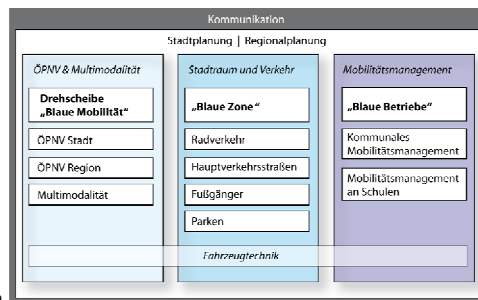 Kommunikation
Stadtplanung | Regionalplanung
ÖPNV & Multimodalität
Drehscheibe
„Blaue Mobilität“
ÖPNV Stadt
ÖPNV Region
Multimodalität
Stadtraum und Verkehr
„Blaue Zone“
Radverkehr
Hauptverkehrsstraßen
Fußgänger
Parken
Mobilitätsmanagement
„Blaue Betriebe“
Kommunales
Mobilitätsmanagement
Mobilitätsmanagement
an Schulen
Fahrzeugtechnik